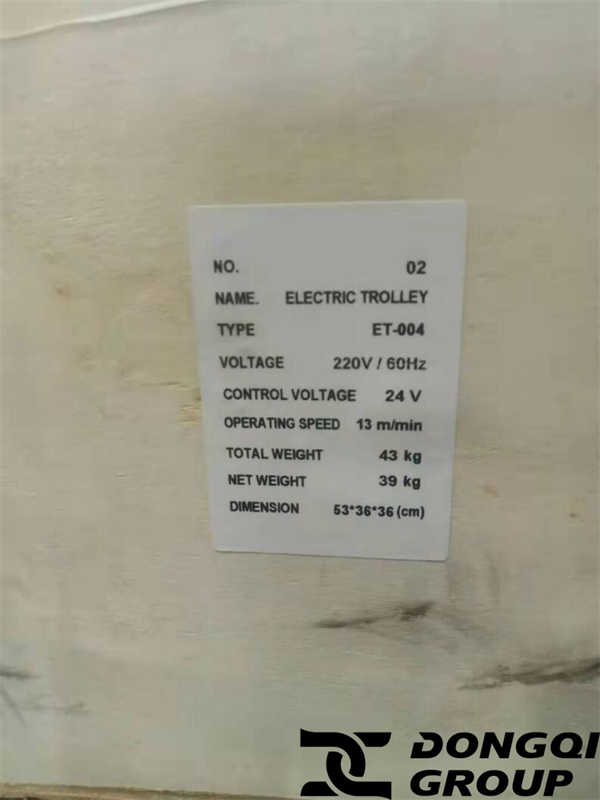 NO. 02
NAME. ELECTRIC TROLLEY
TYPE ET-004
VOLTAGE 220V / 60Hz
CONTROL VOLTAGE 24 V
OPERATING SPEED 13 m/min
TOTAL WEIGHT 43 kg
NET WEIGHT 39 kg
DIMENSION 53*36*36 (cm)
DONGQI
GROUP